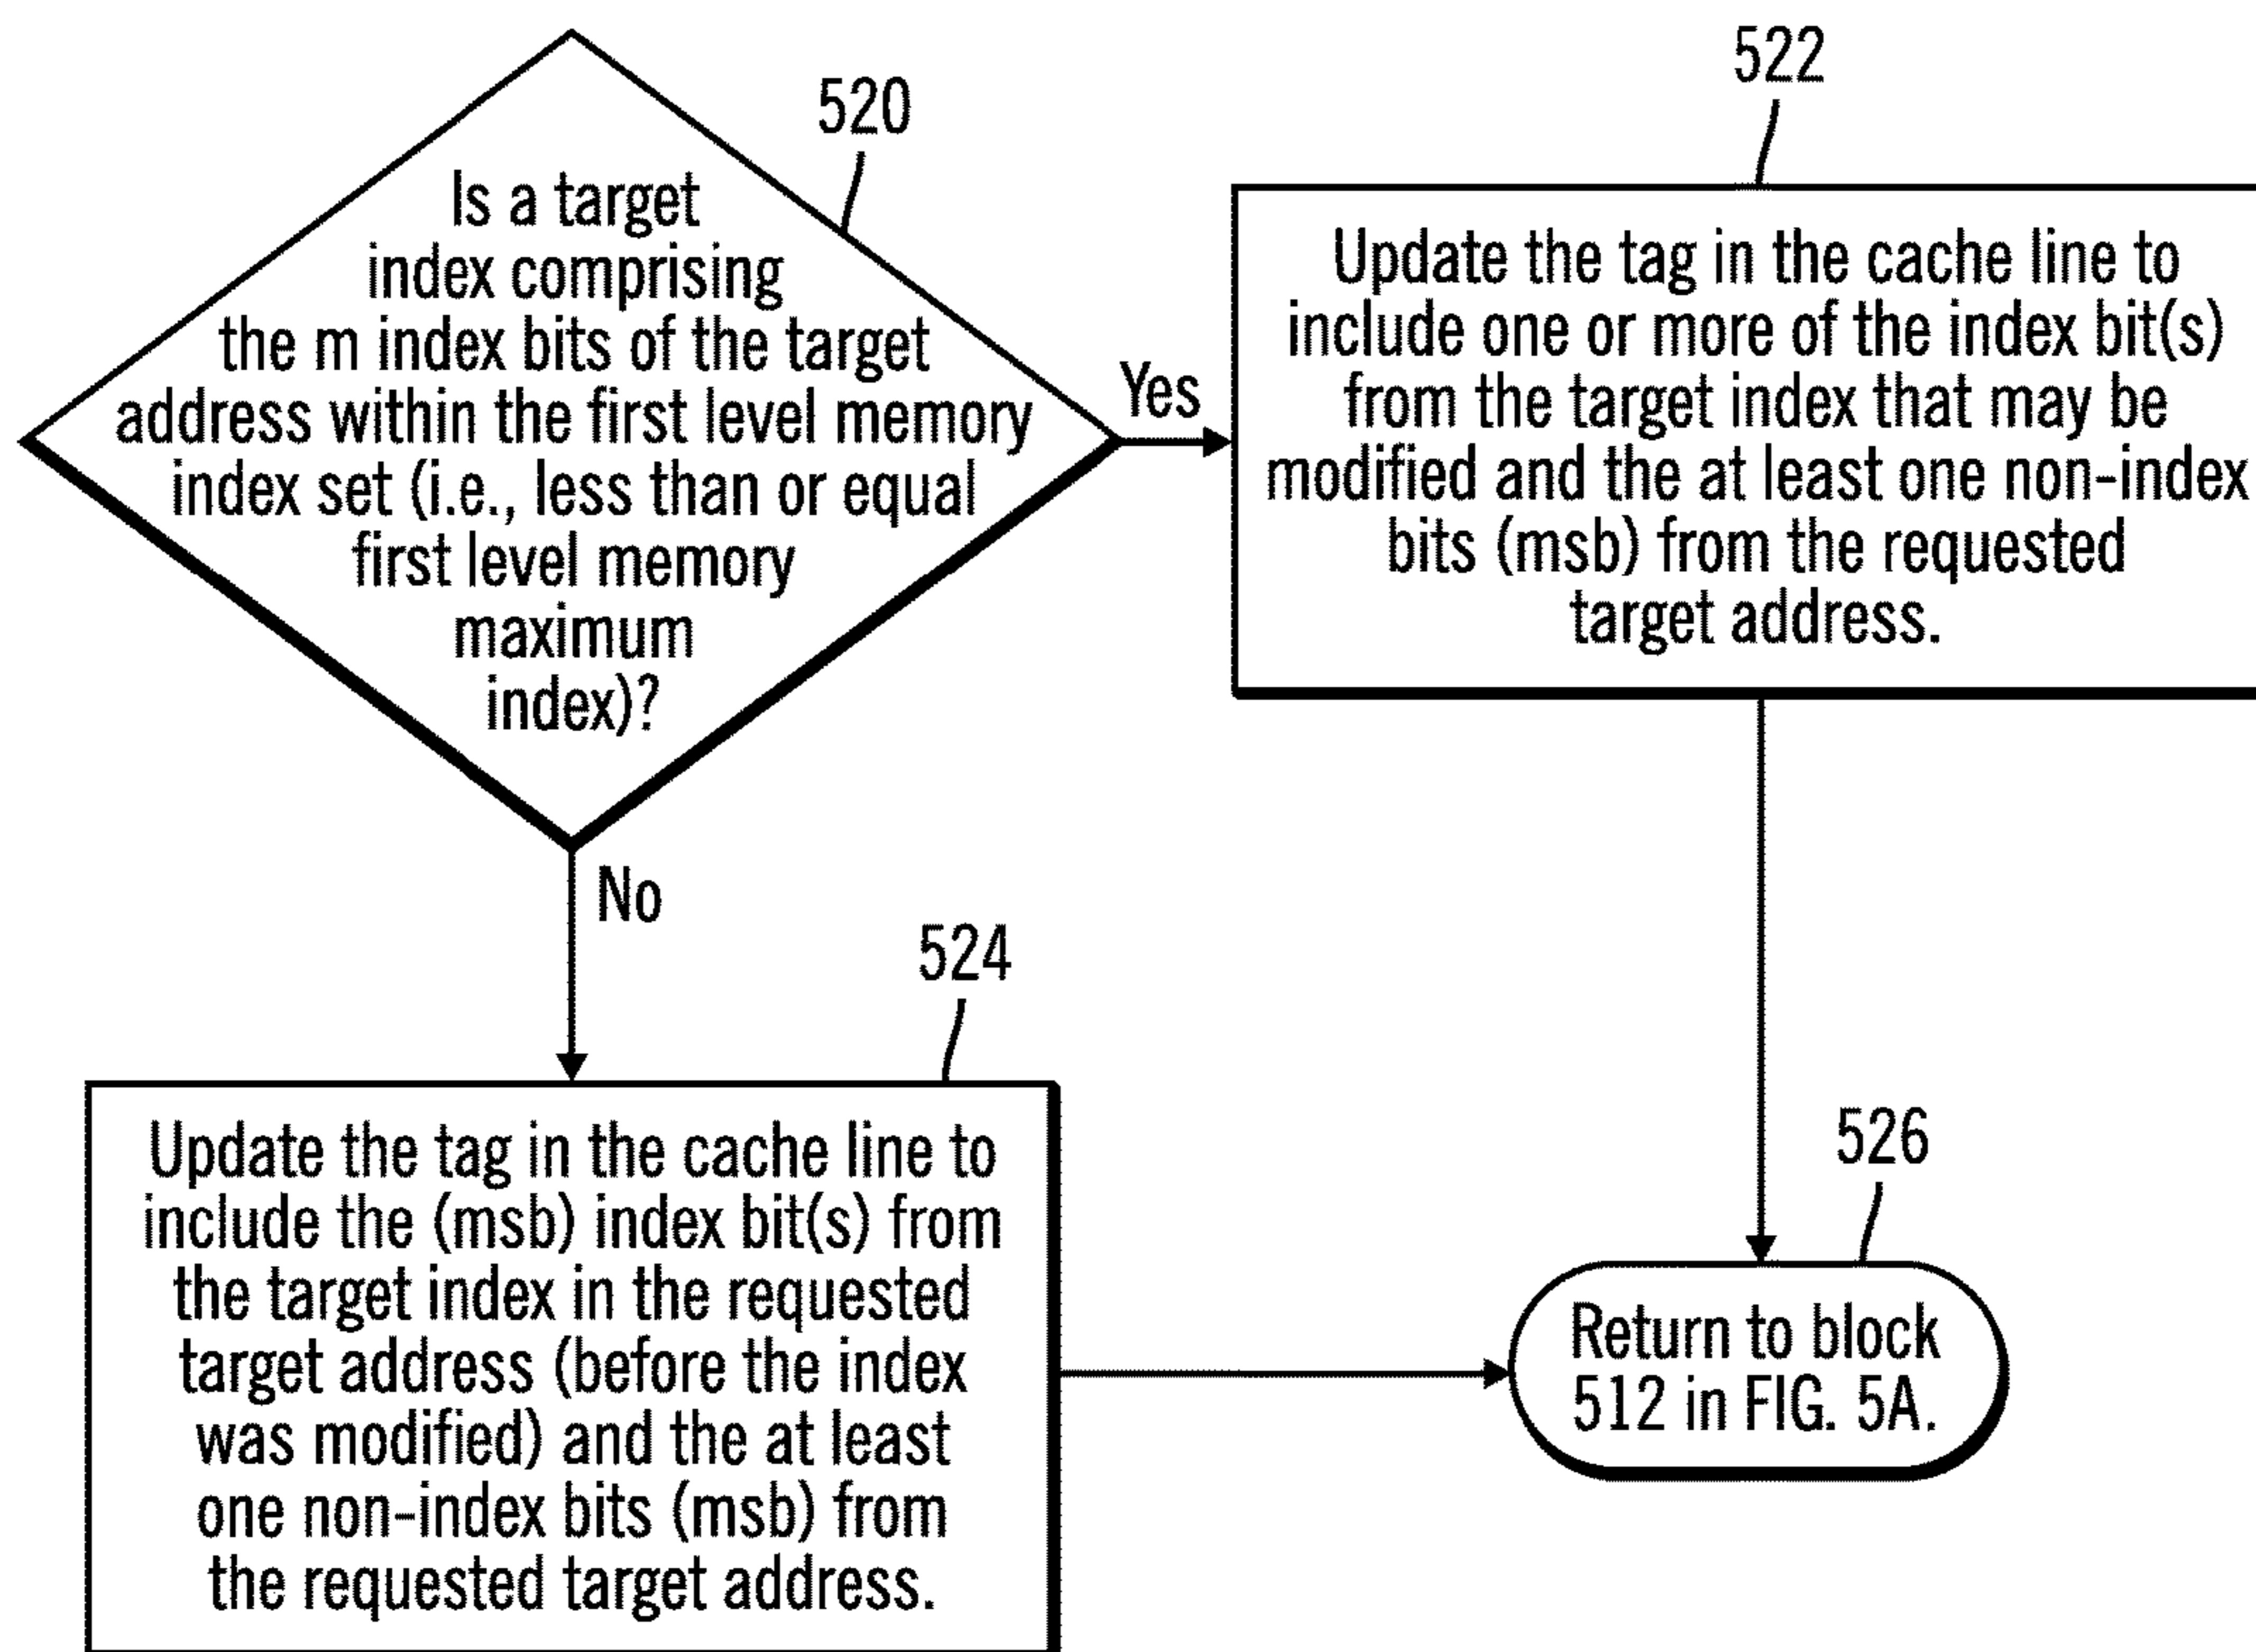 520
Is a target
index comprising
the m index bits of the target
address within the first level memory
index set (i.e., less than or equal
first level memory
maximum
index)?
Yes
522
Update the tag in the cache line to
include one or more of the index bit(s)
from the target index that may be
modified and the at least one non-index
bits (msb) from the requested
target address.
No
524
Update the tag in the cache line to
include the (msb) index bit(s) from
the target index in the requested
target address (before the index
was modified) and the at least
one non-index bits (msb) from
the requested target address.
526
Return to block
512 in FIG. 5A.